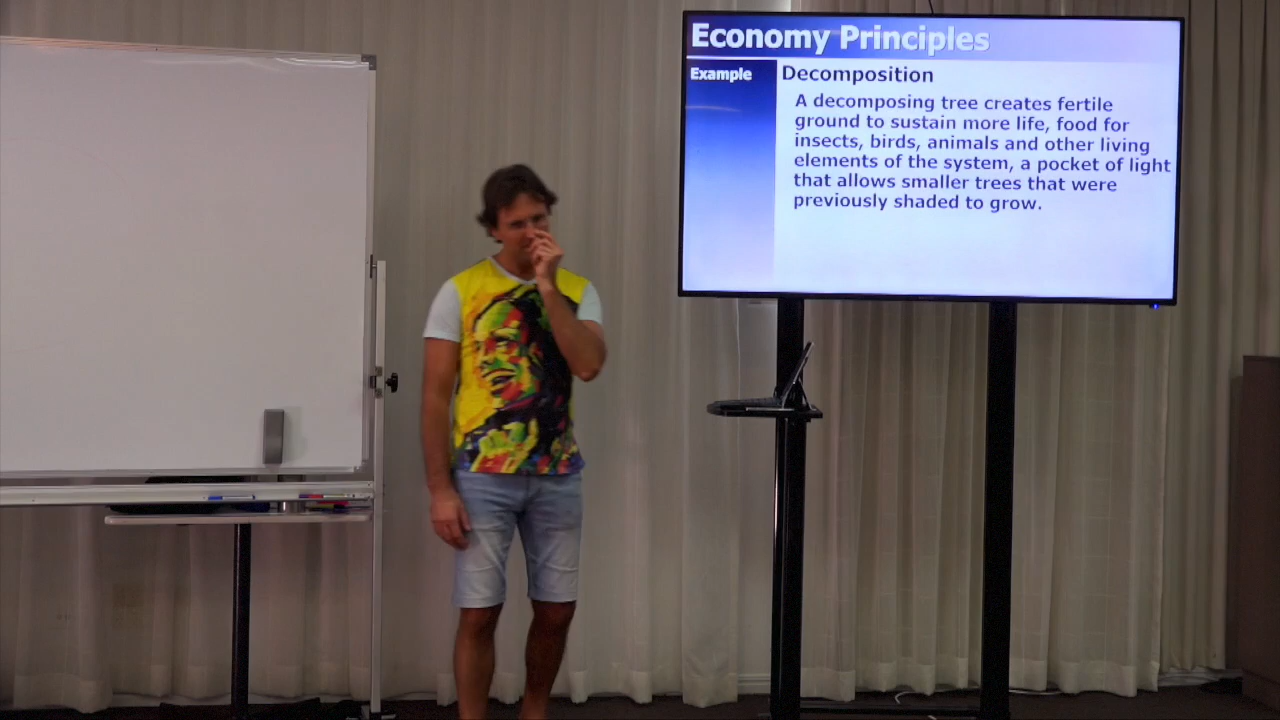 Economy Principles
Example
Decomposition
A decomposing tree creates fertile
ground to sustain more life, food for
insects, birds, animals and other living
elements of the system, a pocket of light
that allows smaller trees that were
previously shaded to grow.